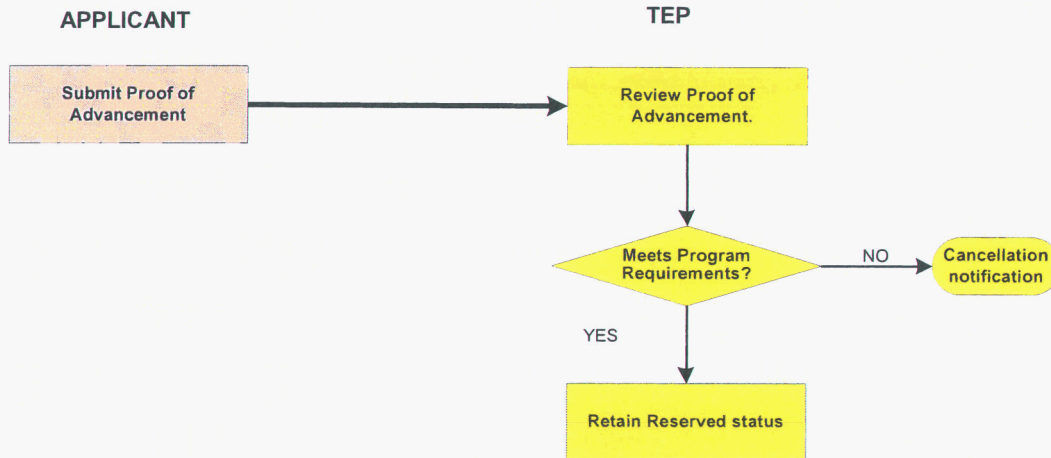 APPLICANT
TEP
Submit Proof of
Advancement
Review Proof of
Advancement.
Meets Program
Requirements?
NO
Cancellation
notification
YES
Retain Reserved status